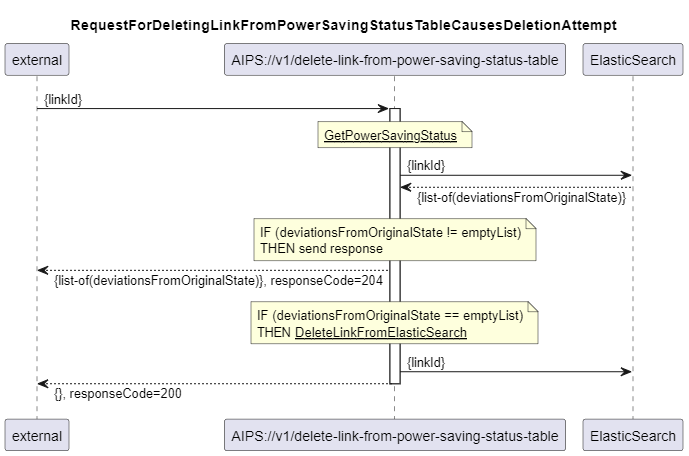 RequestForDeletingLinkFromPowerSavingStatusTableCausesDeletionAttempt
external
AIPS://v1/delete-link-from-power-saving-status-table
ElasticSearch
{linkId}
GetPowerSavingStatus
{linkId}
{list-of(deviationsFromOriginalState)}
IF (deviationsFromOriginalState != emptyList)
THEN send response
{list-of(deviationsFromOriginalState)}, responseCode=204
IF (deviationsFromOriginalState == emptyList)
THEN DeleteLinkFromElasticSearch
{linkId}
{}, responseCode=200
external
AIPS://v1/delete-link-from-power-saving-status-table
ElasticSearch